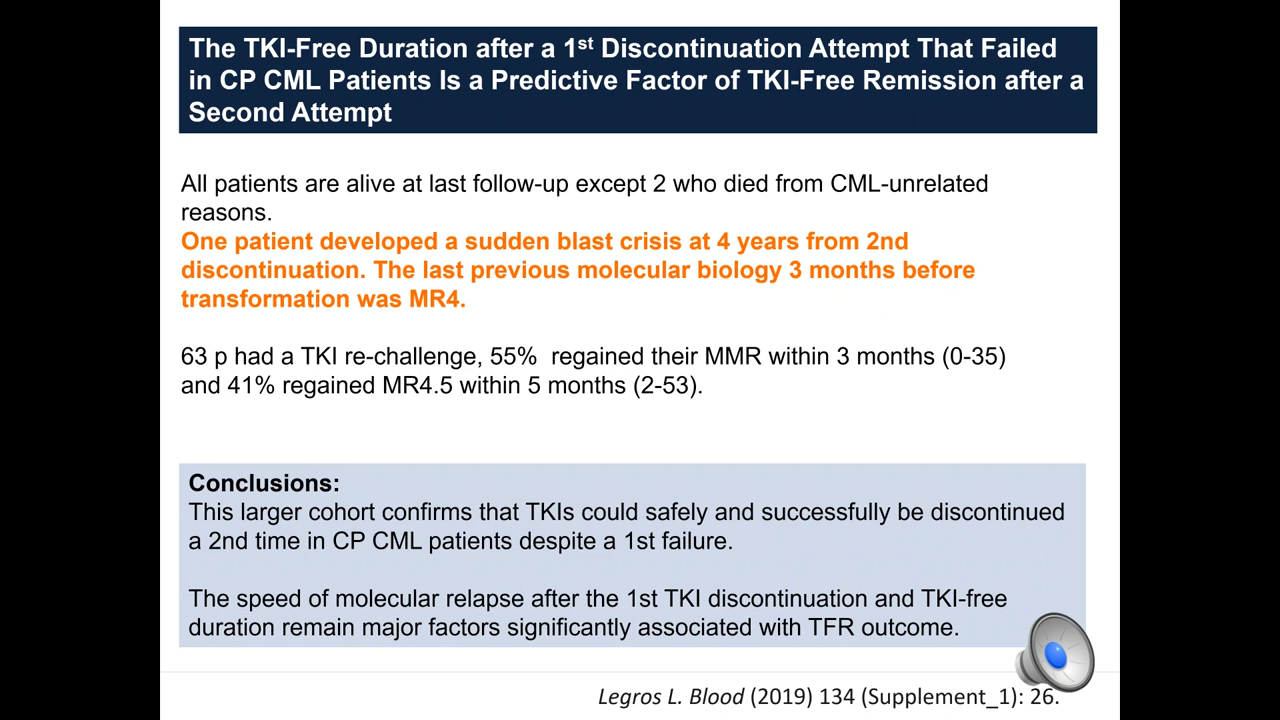 The TKI-Free Duration after a 1st Discontinuation Attempt That Failed
in CP CML Patients Is a Predictive Factor of TKI-Free Remission after a
Second Attempt
All patients are alive at last follow-up except 2 who died from CML-unrelated
reasons.
One patient developed a sudden blast crisis at 4 years from 2nd
discontinuation. The last previous molecular biology 3 months before
transformation was MR4.
63 p had a TKI re-challenge, 55%  regained their MMR within 3 months (0-35)
and 41% regained MR4.5 within 5 months (2-53).
Conclusions:
This larger cohort confirms that TKIs could safely and successfully be discontinued
a 2nd time in CP CML patients despite a 1st failure.
The speed of molecular relapse after the 1st TKI discontinuation and TKI-free
duration remain major factors significantly associated with TFR outcome.
Legros L. Blood (2019) 134 (Supplement_1): 26.